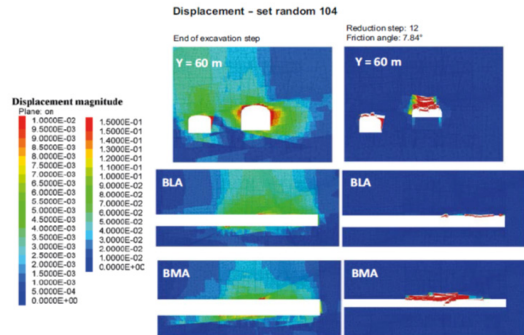 Displacement – set random 104
End of excavation step
Reduction step: 12
Friction angle: 7.84°
Y = 60 m
Y = 60 m
Displacement magnitude
Plane: on
1.0000E-02
9.5000E-03
9.0000E-03
8.5000E-03
8.0000E-03
7.5000E-03
7.0000E-03
6.5000E-03
6.0000E-03
5.5000E-03
5.0000E-03
4.5000E-03
4.0000E-03
3.5000E-03
3.0000E-03
2.5000E-03
2.0000E-03
1.5000E-03
1.0000E-03
5.0000E-04
0.0000E+00
1.5000E-01
1.4000E-01
1.3000E-01
1.2000E-01
1.1000E-01
1.0000E-01
9.0000E-02
8.0000E-02
7.0000E-02
6.0000E-02
5.0000E-02
4.0000E-02
3.0000E-02
2.0000E-02
1.0000E-02
0.0000E+00
BLA
BLA
BMA
BMA